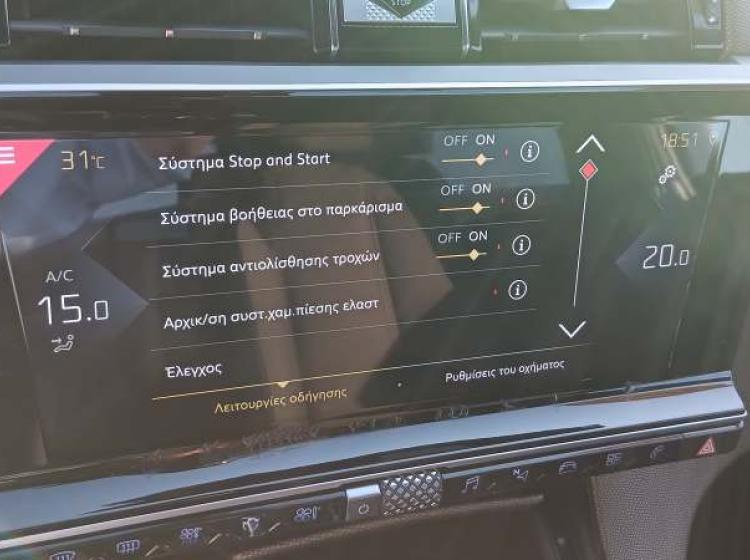 STOP
31°C
Σύστημα Stop and Start
OFF ON
18:51
Σύστημα βοήθειας στο παρκάρισμα
OFF ON
Σύστημα αντιολίσθησης τροχών
OFF ON
A/C
15.0
20.0
Αρχικ/ση συστ.χαμ.πίεσης ελαστ
Έλεγχος
Λειτουργίες οδήγησης
Ρυθμίσεις του οχήματος